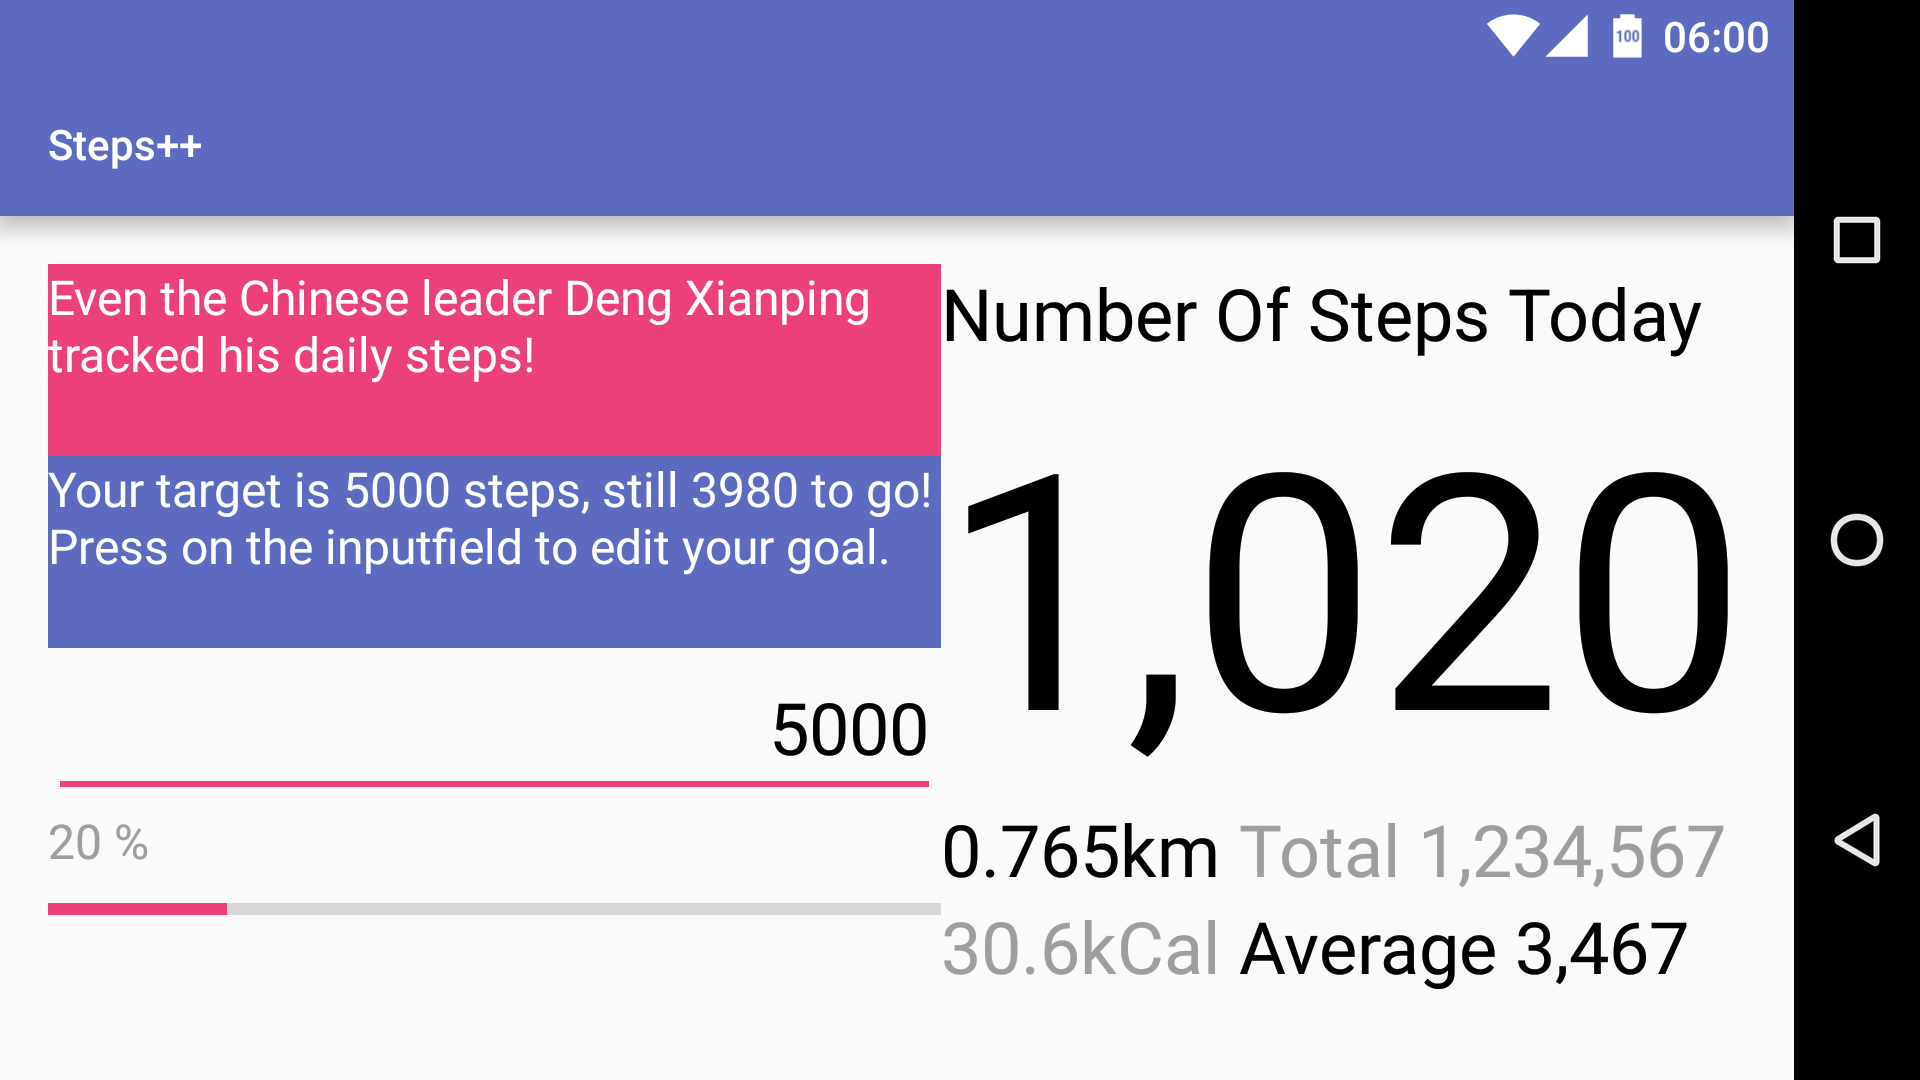 100 06:00
Steps++
Even the Chinese leader Deng Xianping
tracked his daily steps!
Your target is 5000 steps, still 3980 to go!
Press on the inputfield to edit your goal.
5000
20 %
Number Of Steps Today
1,020
0.765km Total 1,234,567
30.6kCal Average 3,467